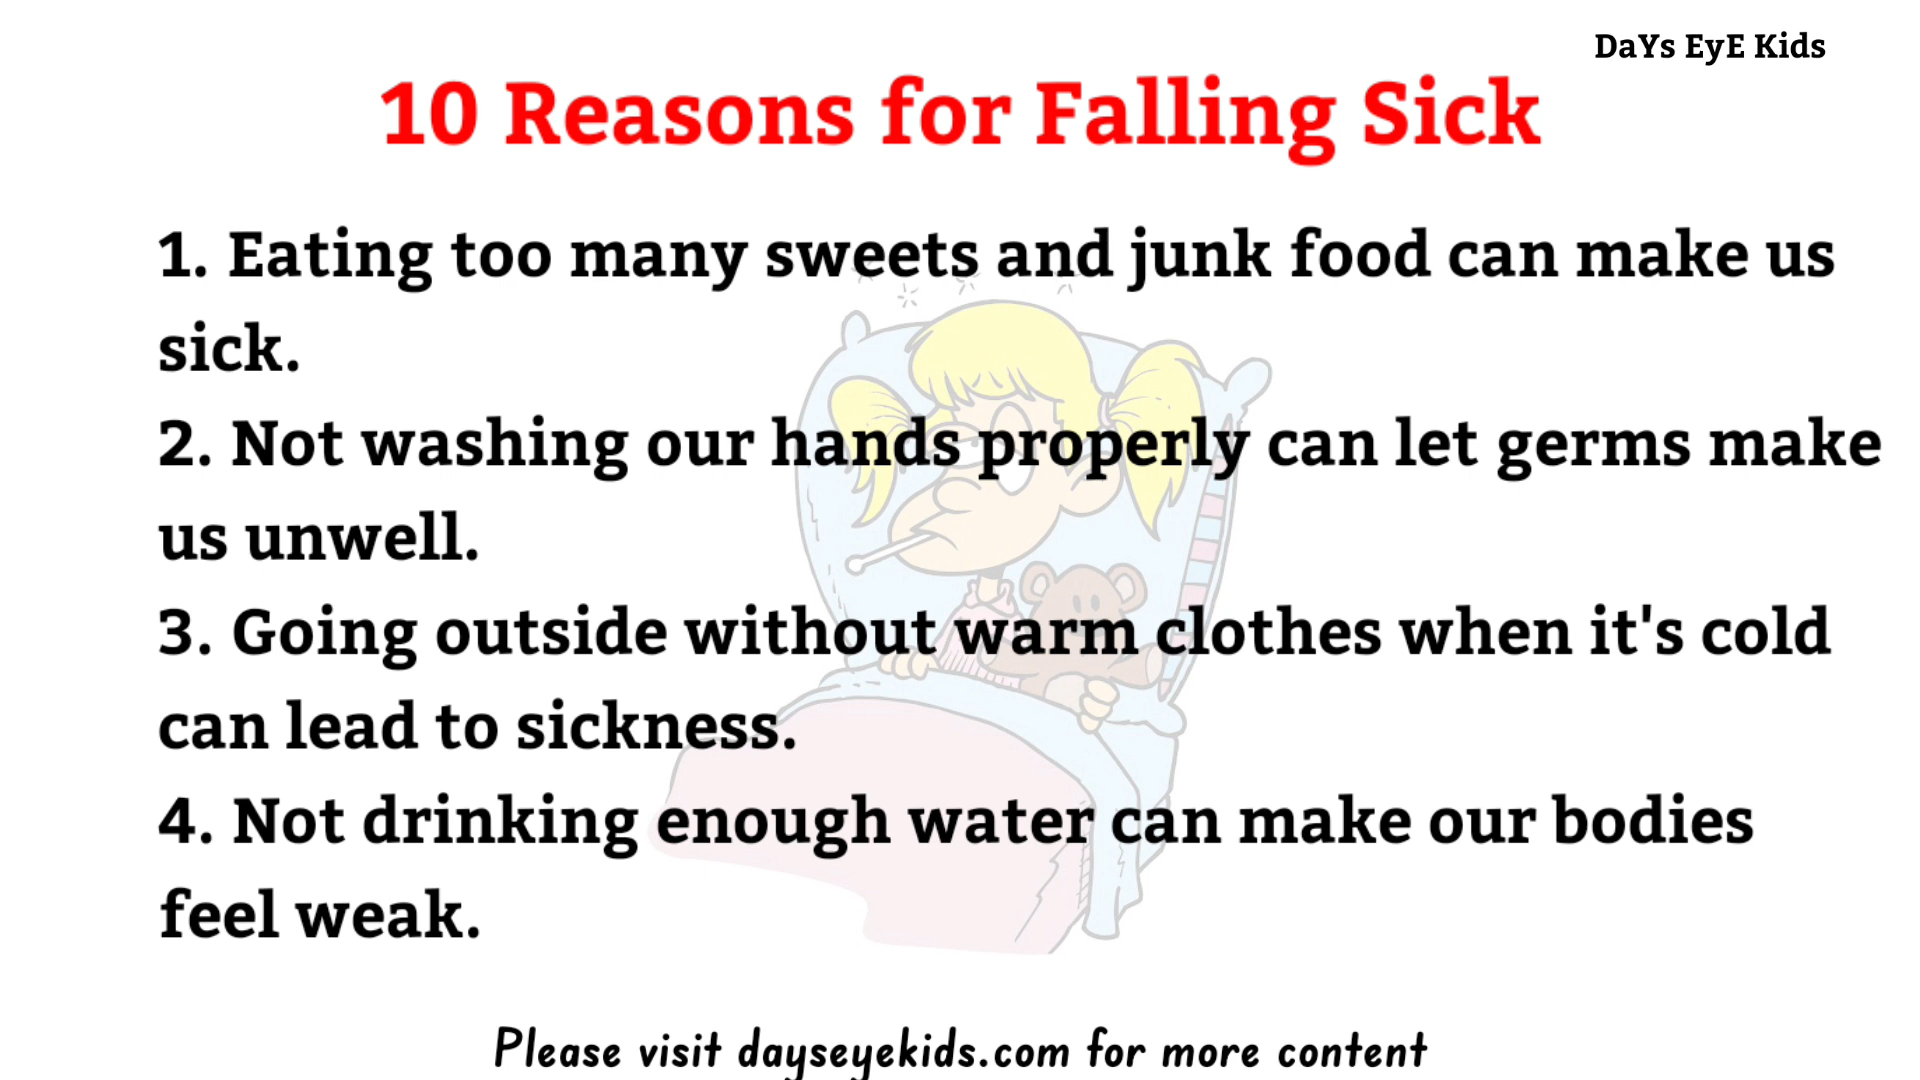 DaYs EyE Kids
10 Reasons for Falling Sick
1. Eating too many sweets and junk food can make us
sick.
2. Not washing our hands properly can let germs make
us unwell.
3. Going outside without warm clothes when it's cold
can lead to sickness.
4. Not drinking enough water can make our bodies
feel weak.
Please visit dayseyekids.com for more content